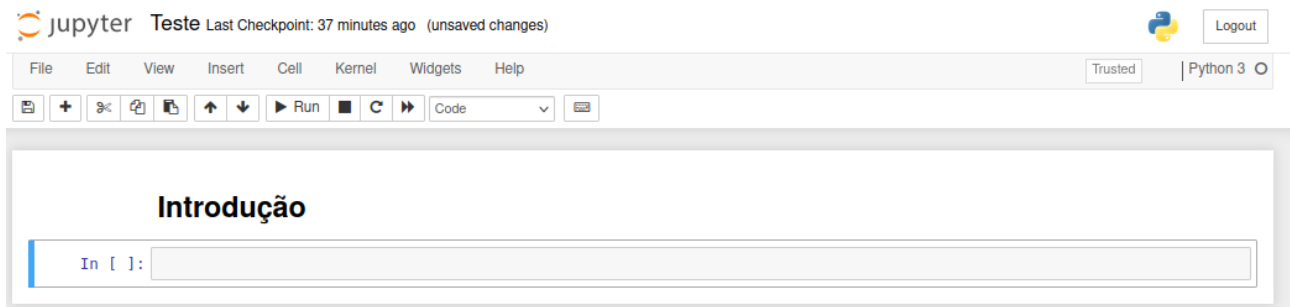 jupyter Teste Last Checkpoint: 37 minutes ago (unsaved changes) Logout
File Edit View Insert Cell Kernel Widgets Help Trusted Python 3
Run Code
Introdução
In [ ]: